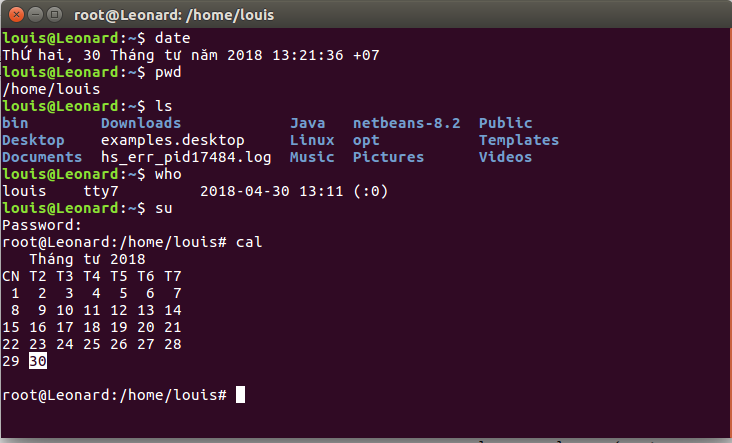 root@Leonard: /home/louis
louis@Leonard:~$ date
Thứ hai, 30 Tháng tư năm 2018 13:21:36 +07
louis@Leonard:~$ pwd
/home/louis
louis@Leonard:~$ ls
bin        Downloads            Java   netbeans-8.2  Public
Desktop    examples.desktop     Linux  opt           Templates
Documents  hs_err_pid17484.log  Music  Pictures      Videos
louis@Leonard:~$ who
louis    tty7         2018-04-30 13:11 (:0)
louis@Leonard:~$ su
Password:
root@Leonard:/home/louis# cal
   Tháng tư 2018
CN T2 T3 T4 T5 T6 T7
 1  2  3  4  5  6  7
 8  9 10 11 12 13 14
15 16 17 18 19 20 21
22 23 24 25 26 27 28
29 30
root@Leonard:/home/louis#